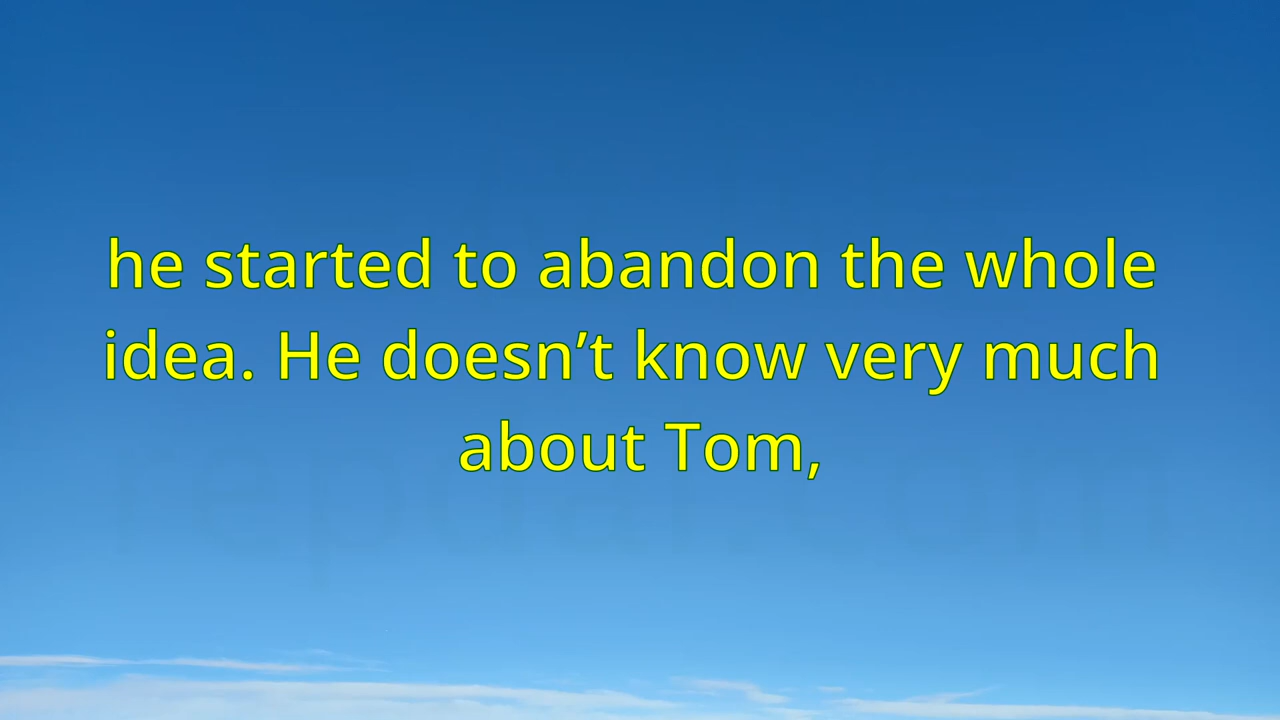 he started to abandon the whole
idea. He doesn’t know very much
about Tom,